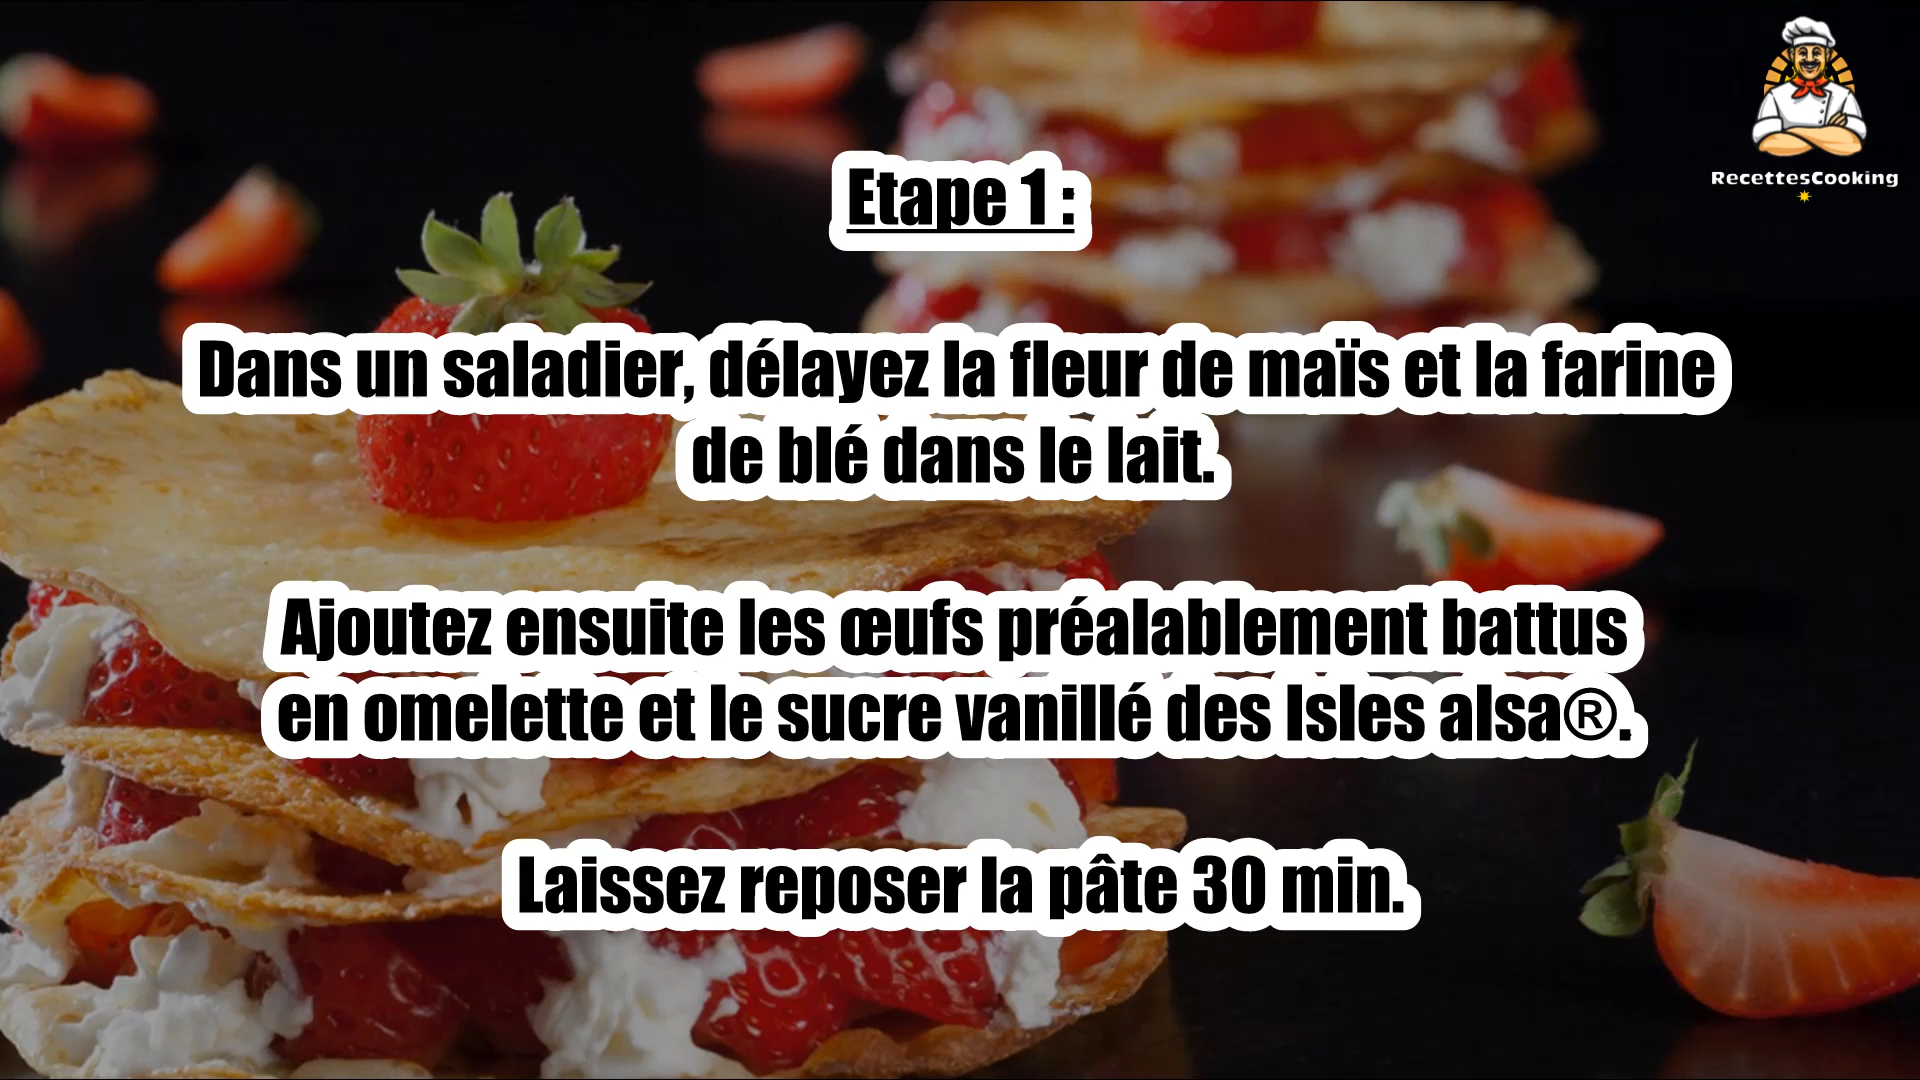 RecettesCooking
Etape 1 :
Dans un saladier, délayez la fleur de maïs et la farine
de blé dans le lait.
Ajoutez ensuite les œufs préalablement battus
en omelette et le sucre vanillé des Isles alsa®.
Laissez reposer la pâte 30 min.